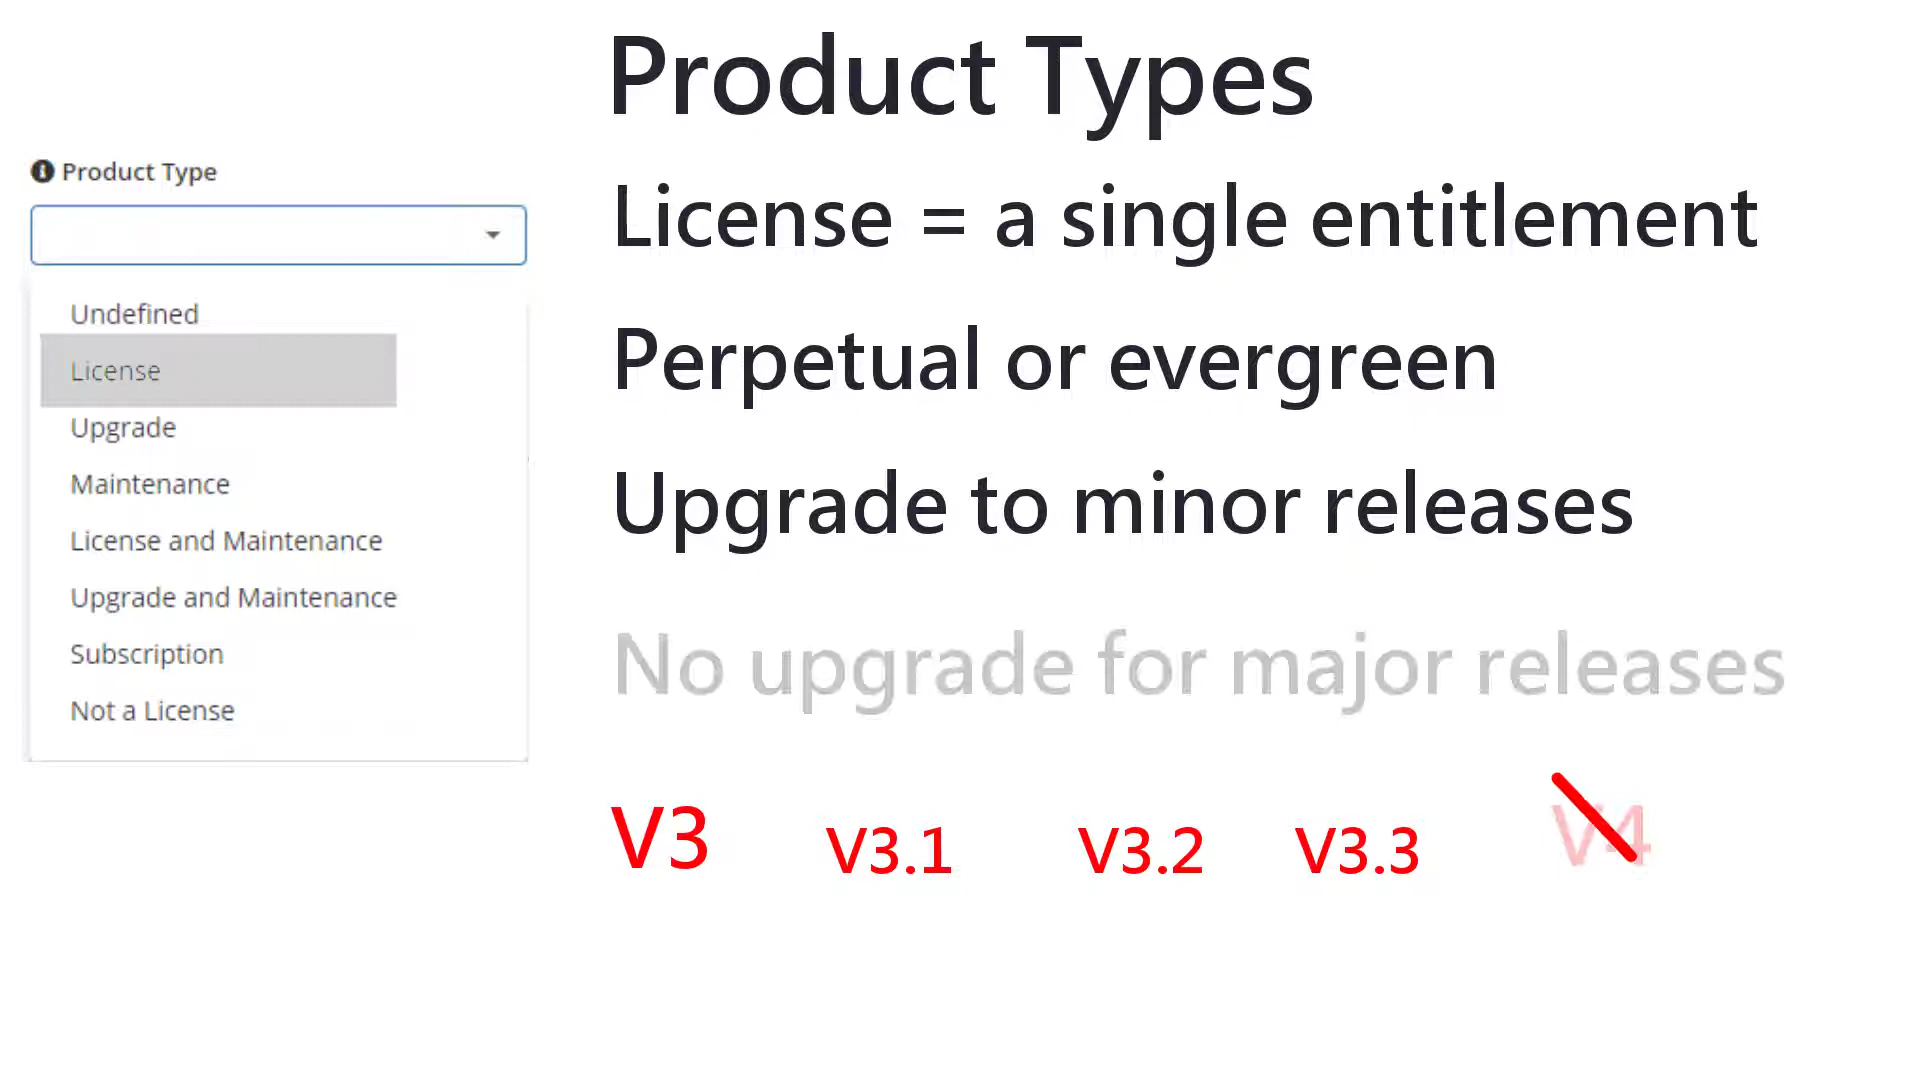 Product Types
Product Type
Undefined
License
Upgrade
Maintenance
License and Maintenance
Upgrade and Maintenance
Subscription
Not a License
License = a single entitlement
Perpetual or evergreen
Upgrade to minor releases
No upgrade for major releases
V3 V3.1 V3.2 V3.3 V4